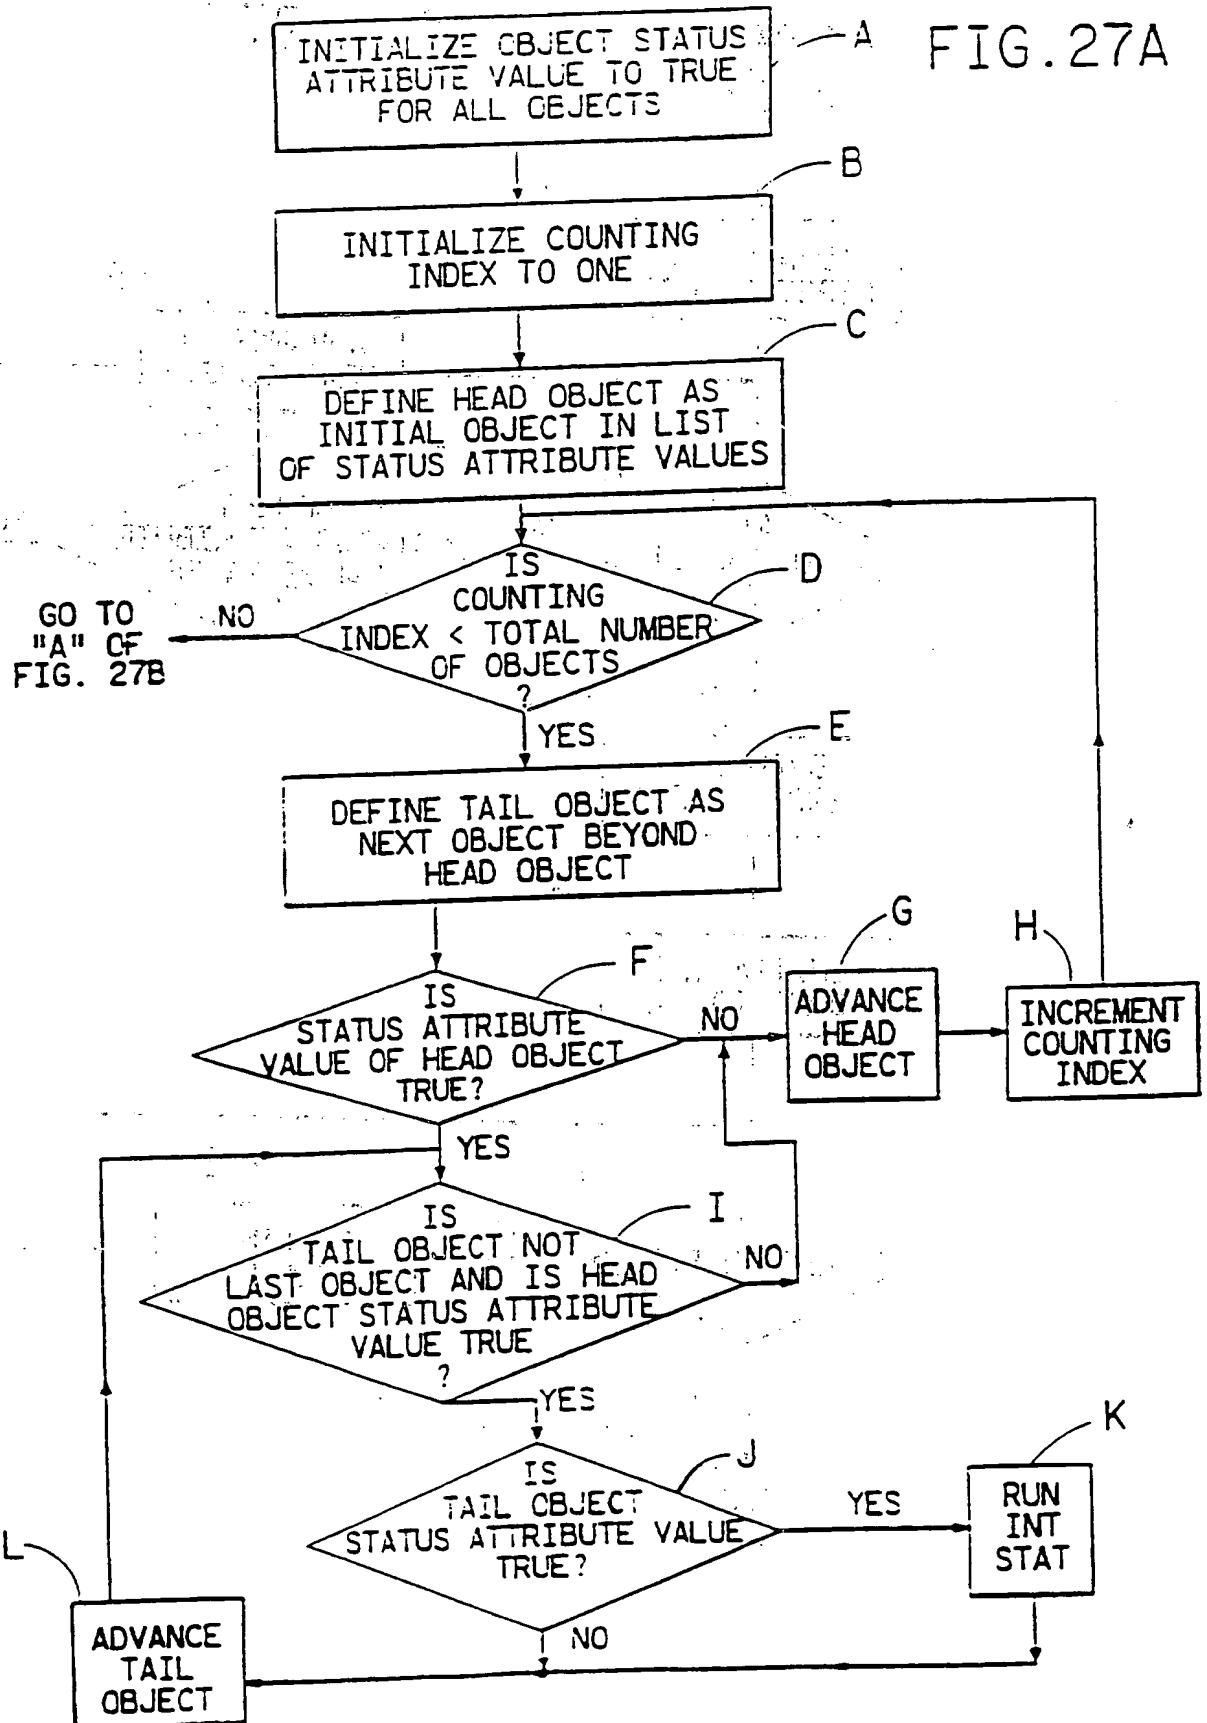 FIG. 27A
INITIALIZE OBJECT STATUS
ATTRIBUTE VALUE TO TRUE
FOR ALL OBJECTS
A
B
INITIALIZE COUNTING
INDEX TO ONE
C
DEFINE HEAD OBJECT AS
INITIAL OBJECT IN LIST
OF STATUS ATTRIBUTE VALUES
D
IS
COUNTING
INDEX < TOTAL NUMBER
OF OBJECTS
?
NO
GO TO
"A" OF
FIG. 27B
YES
E
DEFINE TAIL OBJECT AS
NEXT OBJECT BEYOND
HEAD OBJECT
F
IS
STATUS ATTRIBUTE
VALUE OF HEAD OBJECT
TRUE?
NO
G
ADVANCE
HEAD
OBJECT
H
INCREMENT
COUNTING
INDEX
YES
I
IS
TAIL OBJECT NOT
LAST OBJECT AND IS HEAD
OBJECT STATUS ATTRIBUTE
VALUE TRUE
?
NO
YES
J
IS
TAIL OBJECT
STATUS ATTRIBUTE VALUE
TRUE?
YES
K
RUN
INT
STAT
NO
L
ADVANCE
TAIL
OBJECT